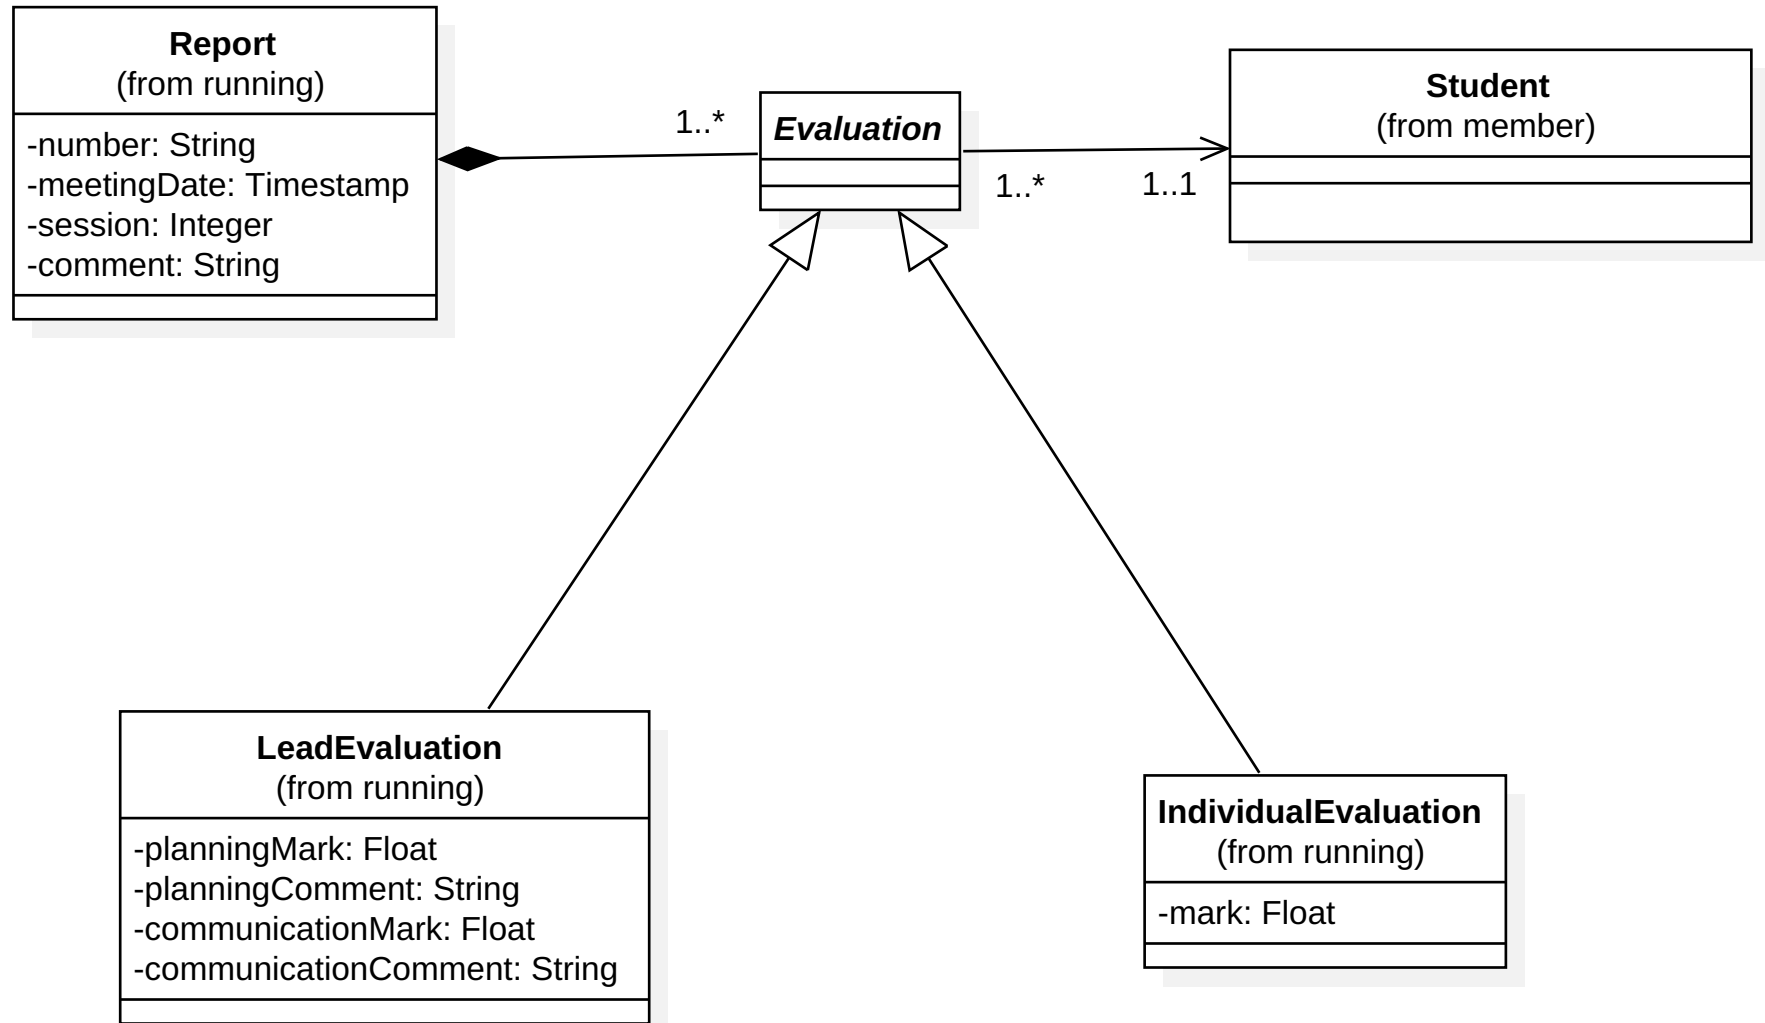 Report
(from running)
-number: String
-meetingDate: Timestamp
-session: Integer
-comment: String
1..*
Evaluation
1..*
1..1
Student
(from member)
LeadEvaluation
(from running)
-planningMark: Float
-planningComment: String
-communicationMark: Float
-communicationComment: String
IndividualEvaluation
(from running)
-mark: Float